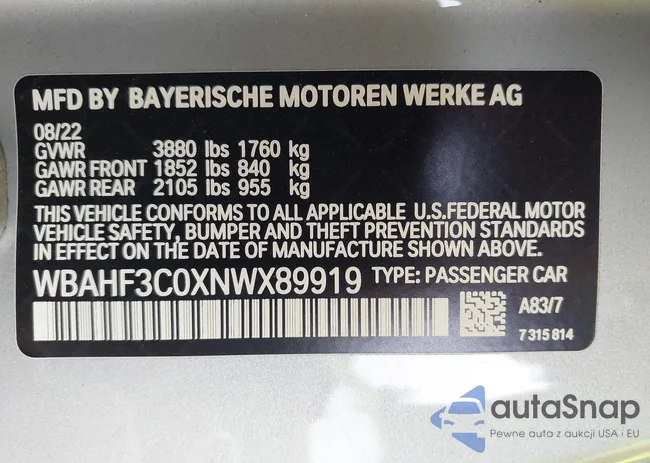 MFD BY BAYERISCHE MOTOREN WERKE AG
08/22
GVWR 3880 lbs 1760 kg
GAWR FRONT 1852 lbs 840 kg
GAWR REAR 2105 lbs 955 kg
THIS VEHICLE CONFORMS TO ALL APPLICABLE U.S.FEDERAL MOTOR
VEHICLE SAFETY, BUMPER AND THEFT PREVENTION STANDARDS
IN EFFECT ON THE DATE OF MANUFACTURE SHOWN ABOVE.
WBAHF3C0XNWX89919 TYPE: PASSENGER CAR
A83/7
7 315 814
autoSnap
Pewne auta z aukcji USA i EU